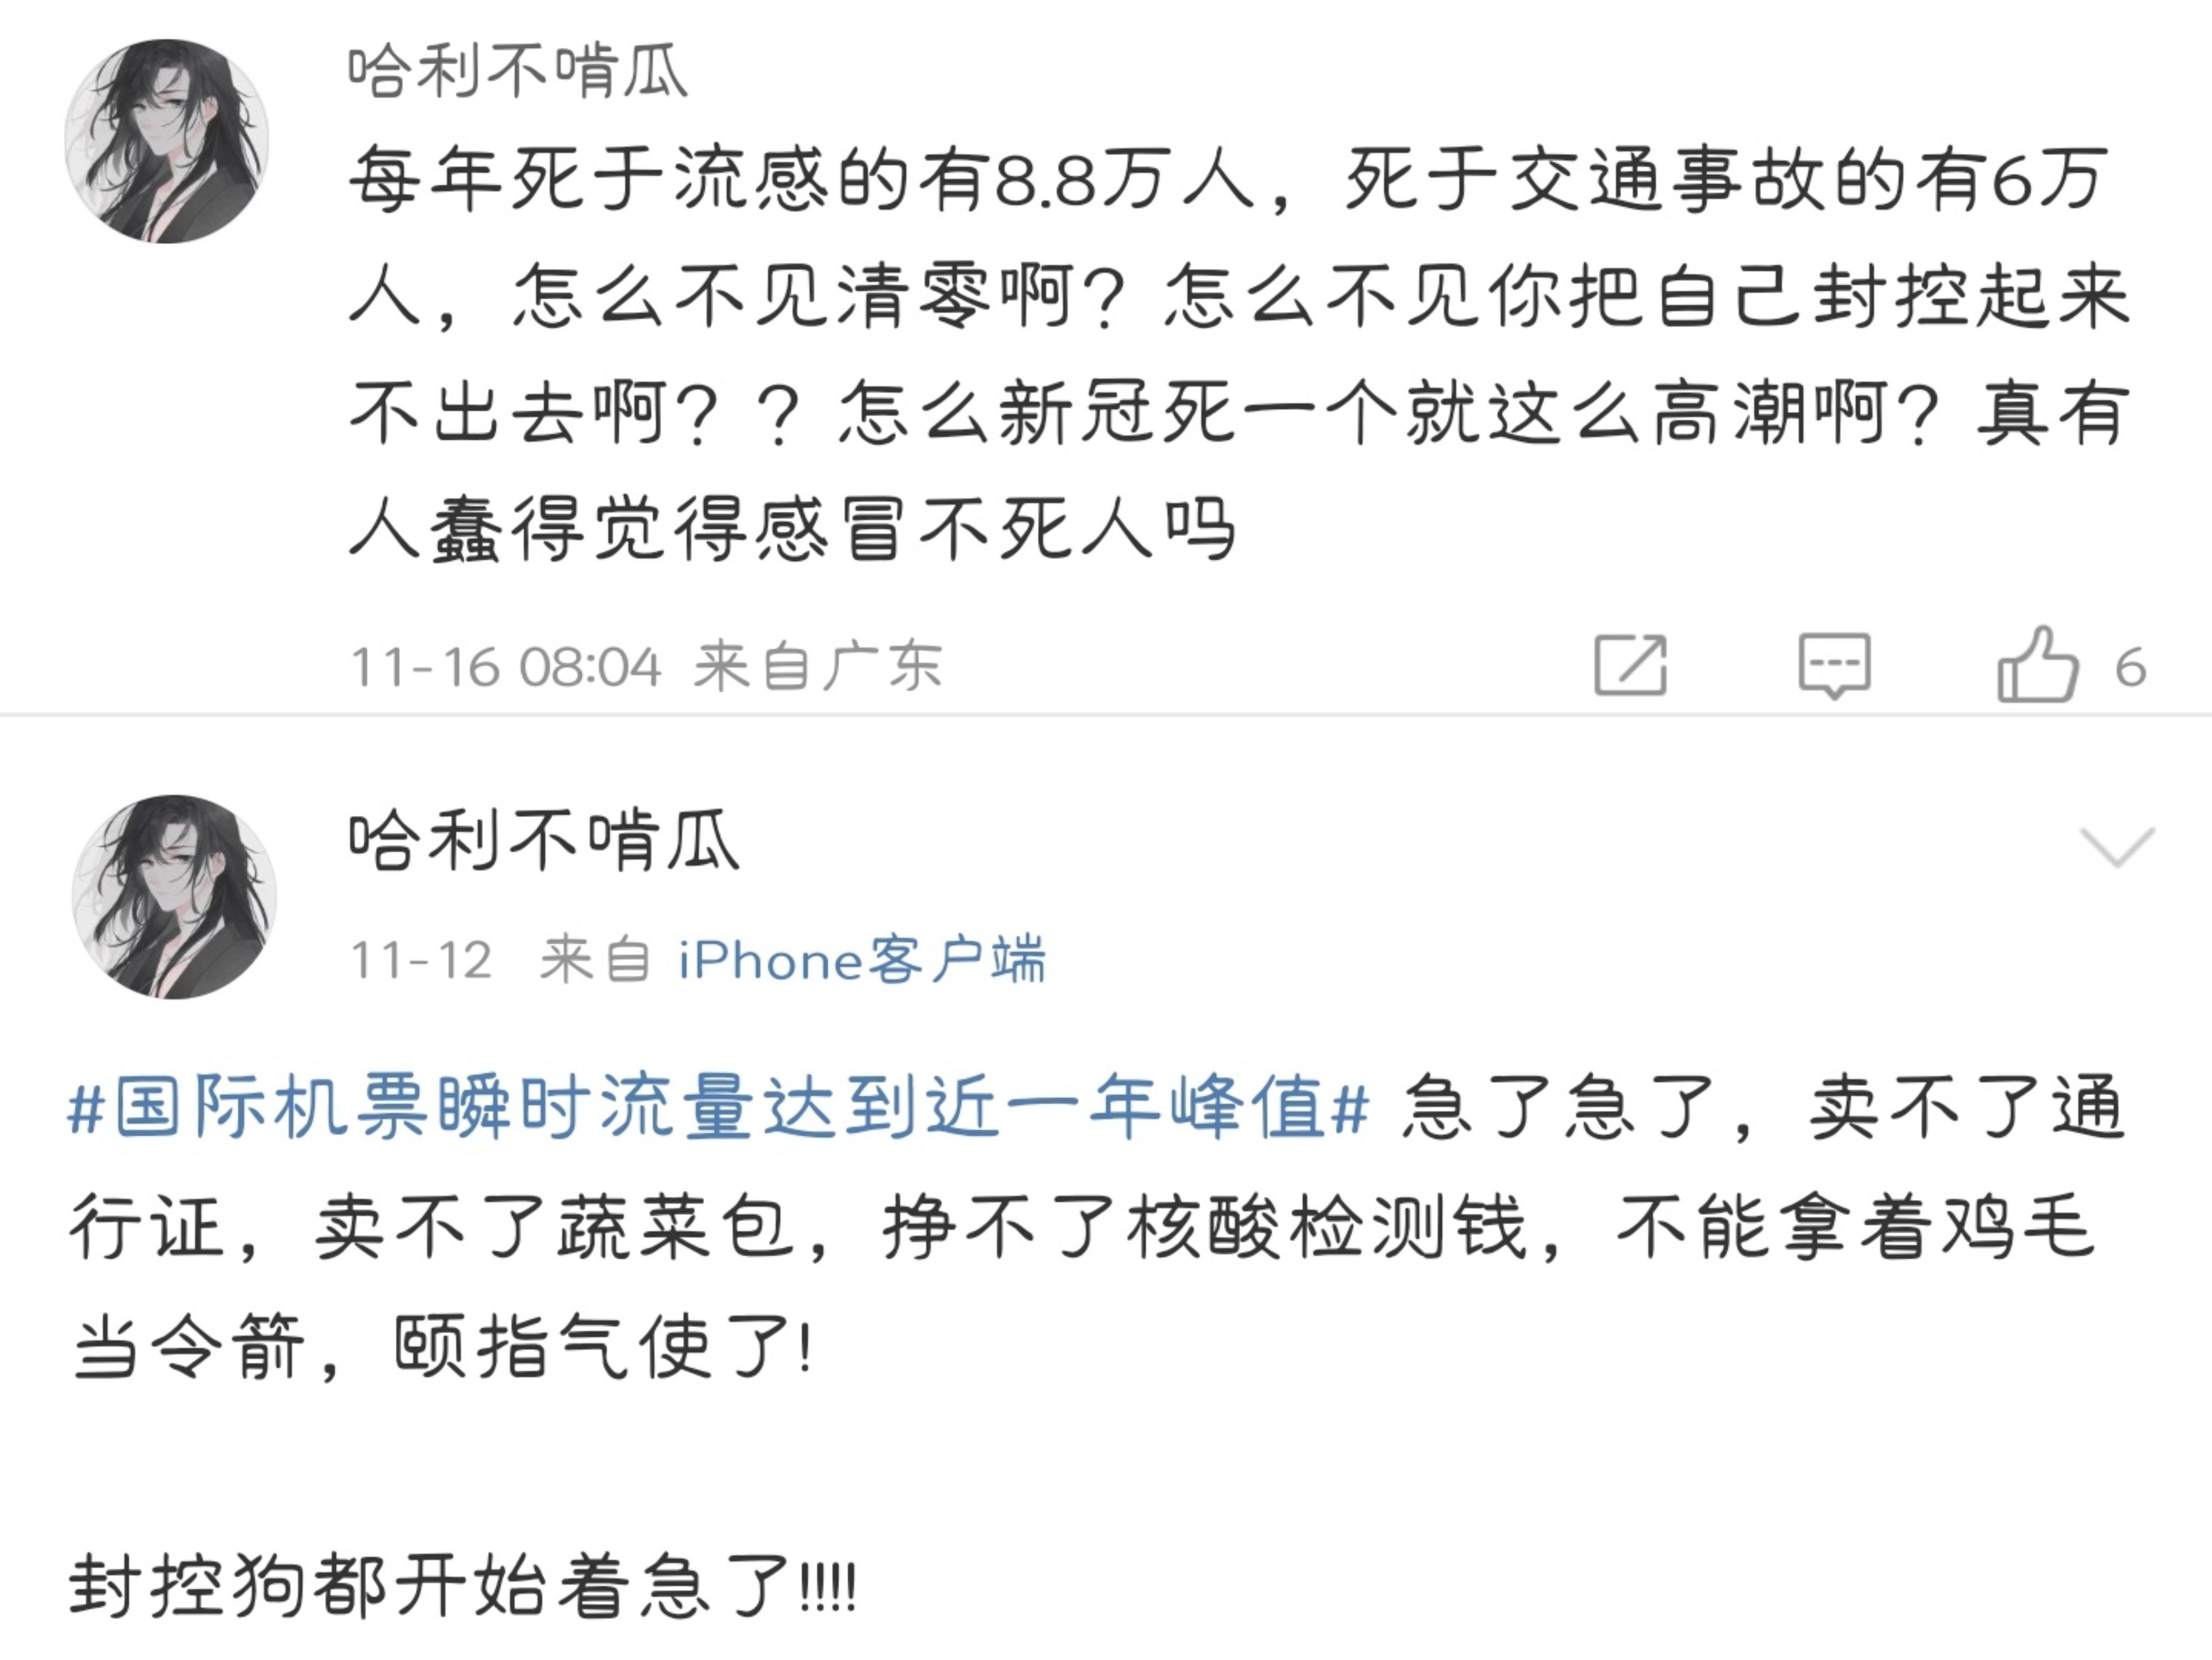 哈利不啃瓜
每年死于流感的有8.8万人，死于交通事故的有6万
人，怎么不见清零啊？怎么不见你把自己封控起来
不出去啊？？怎么新冠死一个就这么高潮啊？真有
人蠢得觉得感冒不死人吗
11-16 08:04 来自广东
6
哈利不啃瓜
11-12 来自 iPhone客户端
#国际机票瞬时流量达到近一年峰值# 急了急了，卖不了通
行证，卖不了蔬菜包，挣不了核酸检测钱，不能拿着鸡毛
当令箭，颐指气使了！
封控狗都开始着急了!!!!